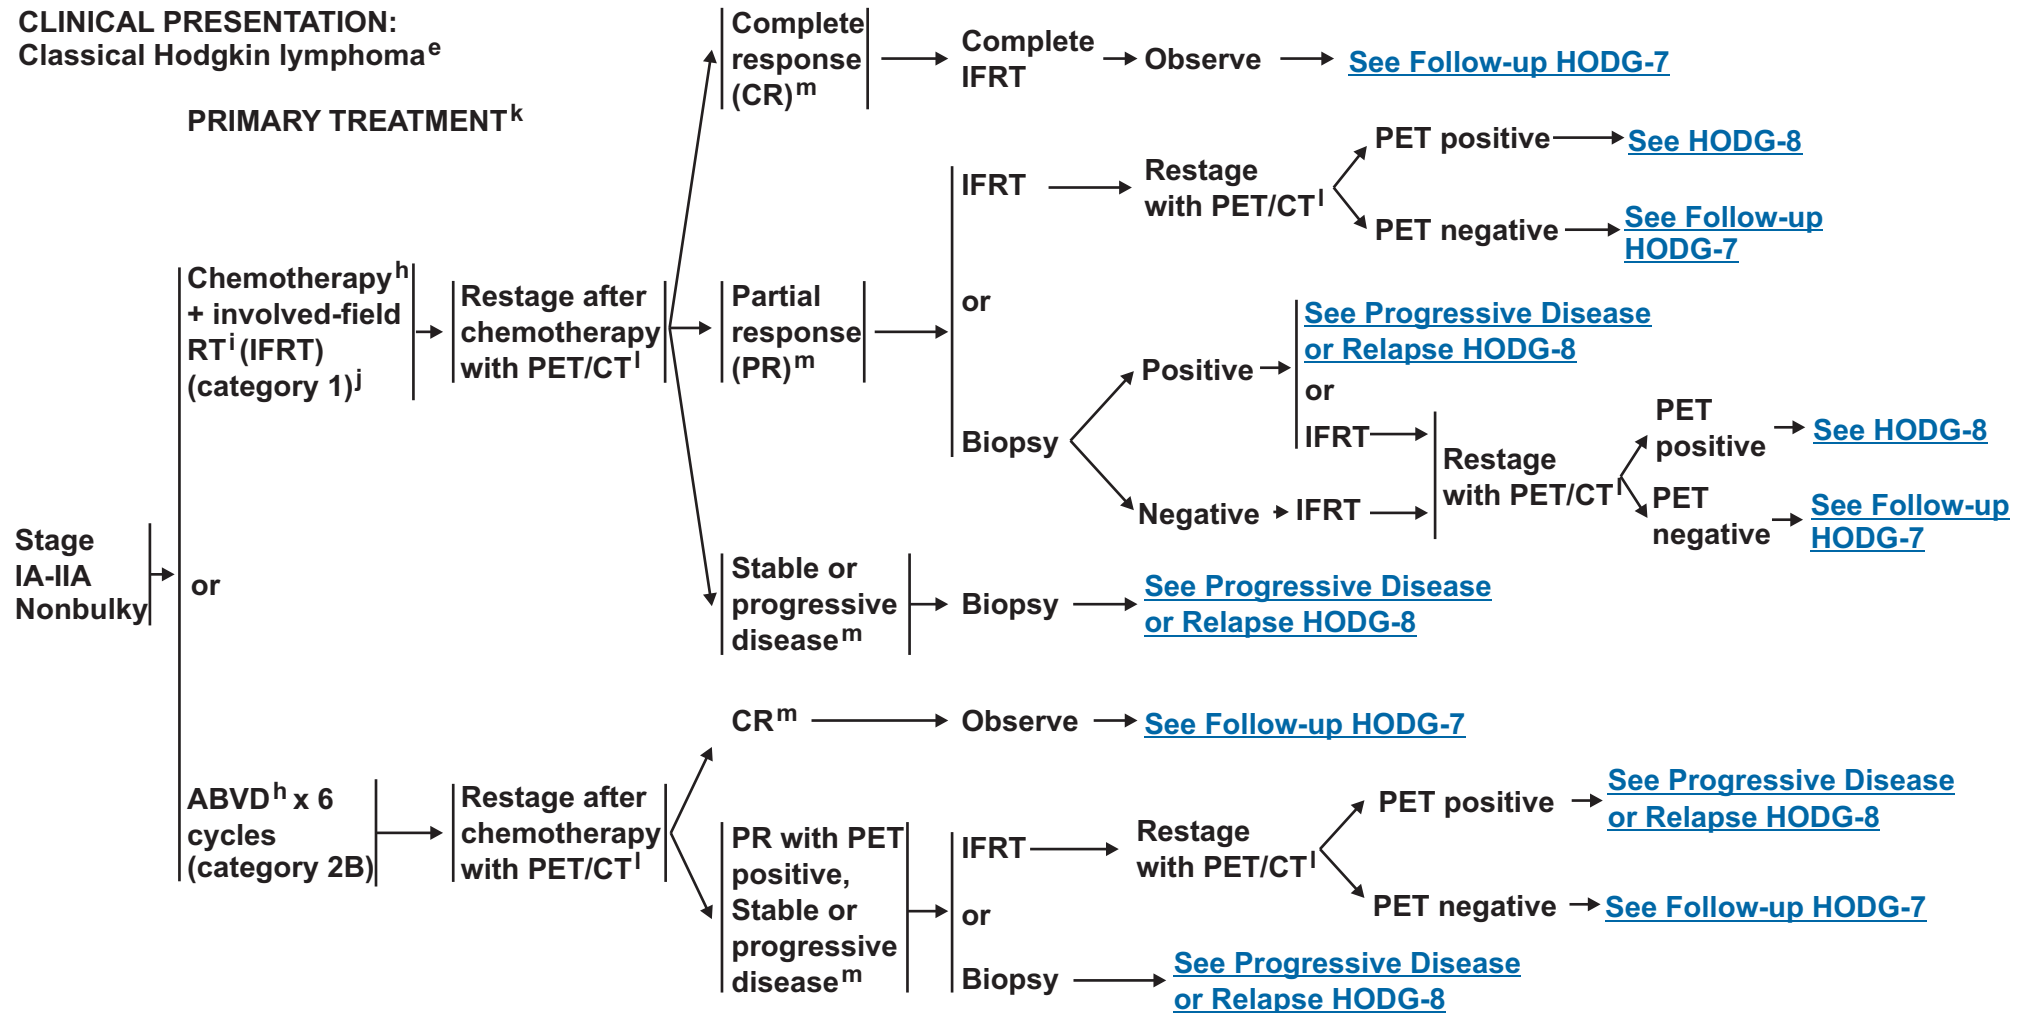 CLINICAL PRESENTATION:
Classical Hodgkin lymphoma e
PRIMARY TREATMENT k
Stage
IA-IIA
Nonbulky
Chemotherapy h
+ involved-field
RT i (IFRT)
(category 1) j
or
ABVD h x 6
cycles
(category 2B)
Restage after
chemotherapy
with PET/CT l
Complete
response
(CR) m
Complete
IFRT
Observe
See Follow-up HODG-7
Partial
response
(PR) m
IFRT
or
Biopsy
Restage
with PET/CT l
PET positive
See HODG-8
PET negative
See Follow-up
HODG-7
Positive
See Progressive Disease
or Relapse HODG-8
or
IFRT
Negative
IFRT
Restage
with PET/CT l
PET
positive
See HODG-8
PET
negative
See Follow-up
HODG-7
Stable or
progressive
disease m
Biopsy
See Progressive Disease
or Relapse HODG-8
Restage after
chemotherapy
with PET/CT l
CR m
Observe
See Follow-up HODG-7
PR with PET
positive,
Stable or
progressive
disease m
IFRT
or
Biopsy
Restage
with PET/CT l
PET positive
See Progressive Disease
or Relapse HODG-8
PET negative
See Follow-up HODG-7
See Progressive Disease
or Relapse HODG-8